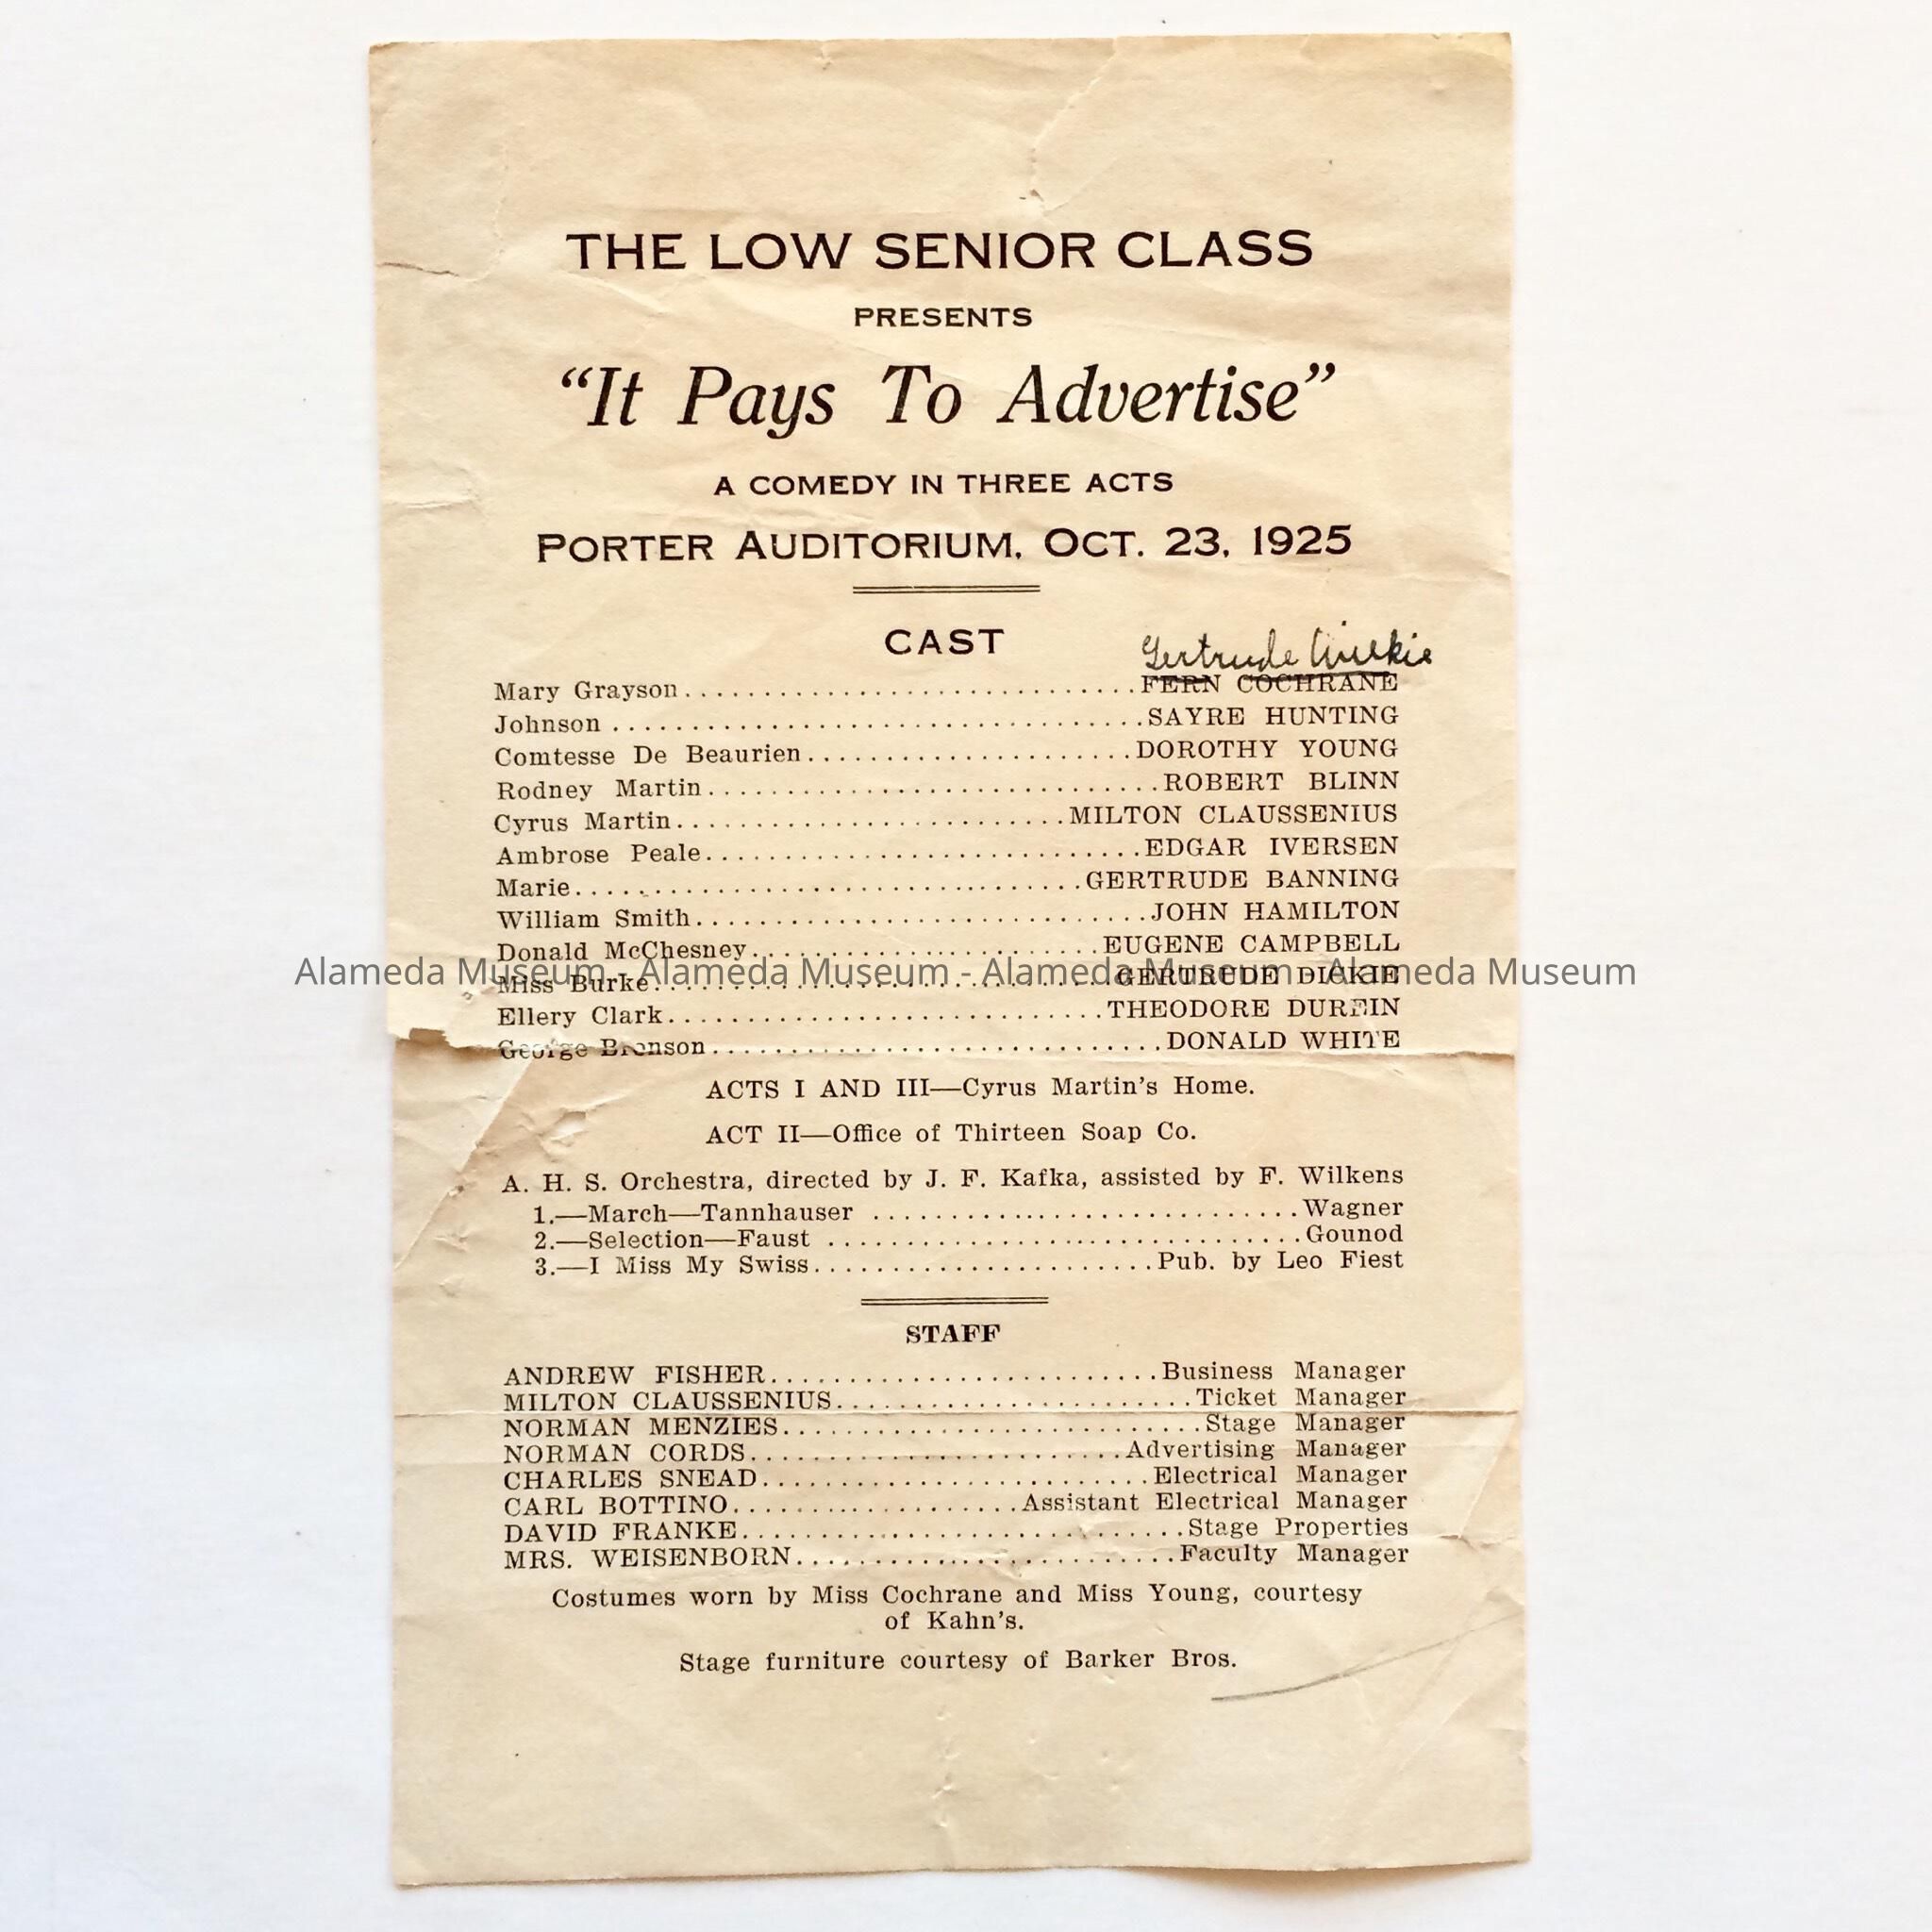 THE LOW SENIOR CLASS
PRESENTS
“It Pays To Advertise”
A COMEDY IN THREE ACTS
PORTER AUDITORIUM, OCT. 23, 1925
CAST
Gertrude
Mary Grayson FERN COCHRANE
Johnson SAYRE HUNTING
Comtesse De Beaurien DOROTHY YOUNG
Rodney Martin ROBERT BLINN
Cyrus Martin MILTON CLAUSSENIUS
Ambrose Peale EDGAR IVERSEN
Marie GERTRUDE BANNING
William Smith JOHN HAMILTON
Donald McChesney EUGENE CAMPBELL
Alameda Museum - Alameda Museum - Alameda Museum - Alameda Museum
Miss Burke GERTRUDE DICKIE
Ellery Clark THEODORE DURFIN
George Bronson DONALD WHITE
ACTS I AND III—Cyrus Martin’s Home.
ACT II—Office of Thirteen Soap Co.
A. H. S. Orchestra, directed by J. F. Kafka, assisted by F. Wilkens
1.—March—Tannhauser Wagner
2.—Selection—Faust Gounod
3.—I Miss My Swiss Pub. by Leo Fiest
STAFF
ANDREW FISHER Business Manager
MILTON CLAUSSENIUS Ticket Manager
NORMAN MENZIES Stage Manager
NORMAN CORDS Advertising Manager
CHARLES SNEAD Electrical Manager
CARL BOTTINO Assistant Electrical Manager
DAVID FRANKE Stage Properties
MRS. WEISENBORN Faculty Manager
Costumes worn by Miss Cochrane and Miss Young, courtesy
of Kahn’s.
Stage furniture courtesy of Barker Bros.